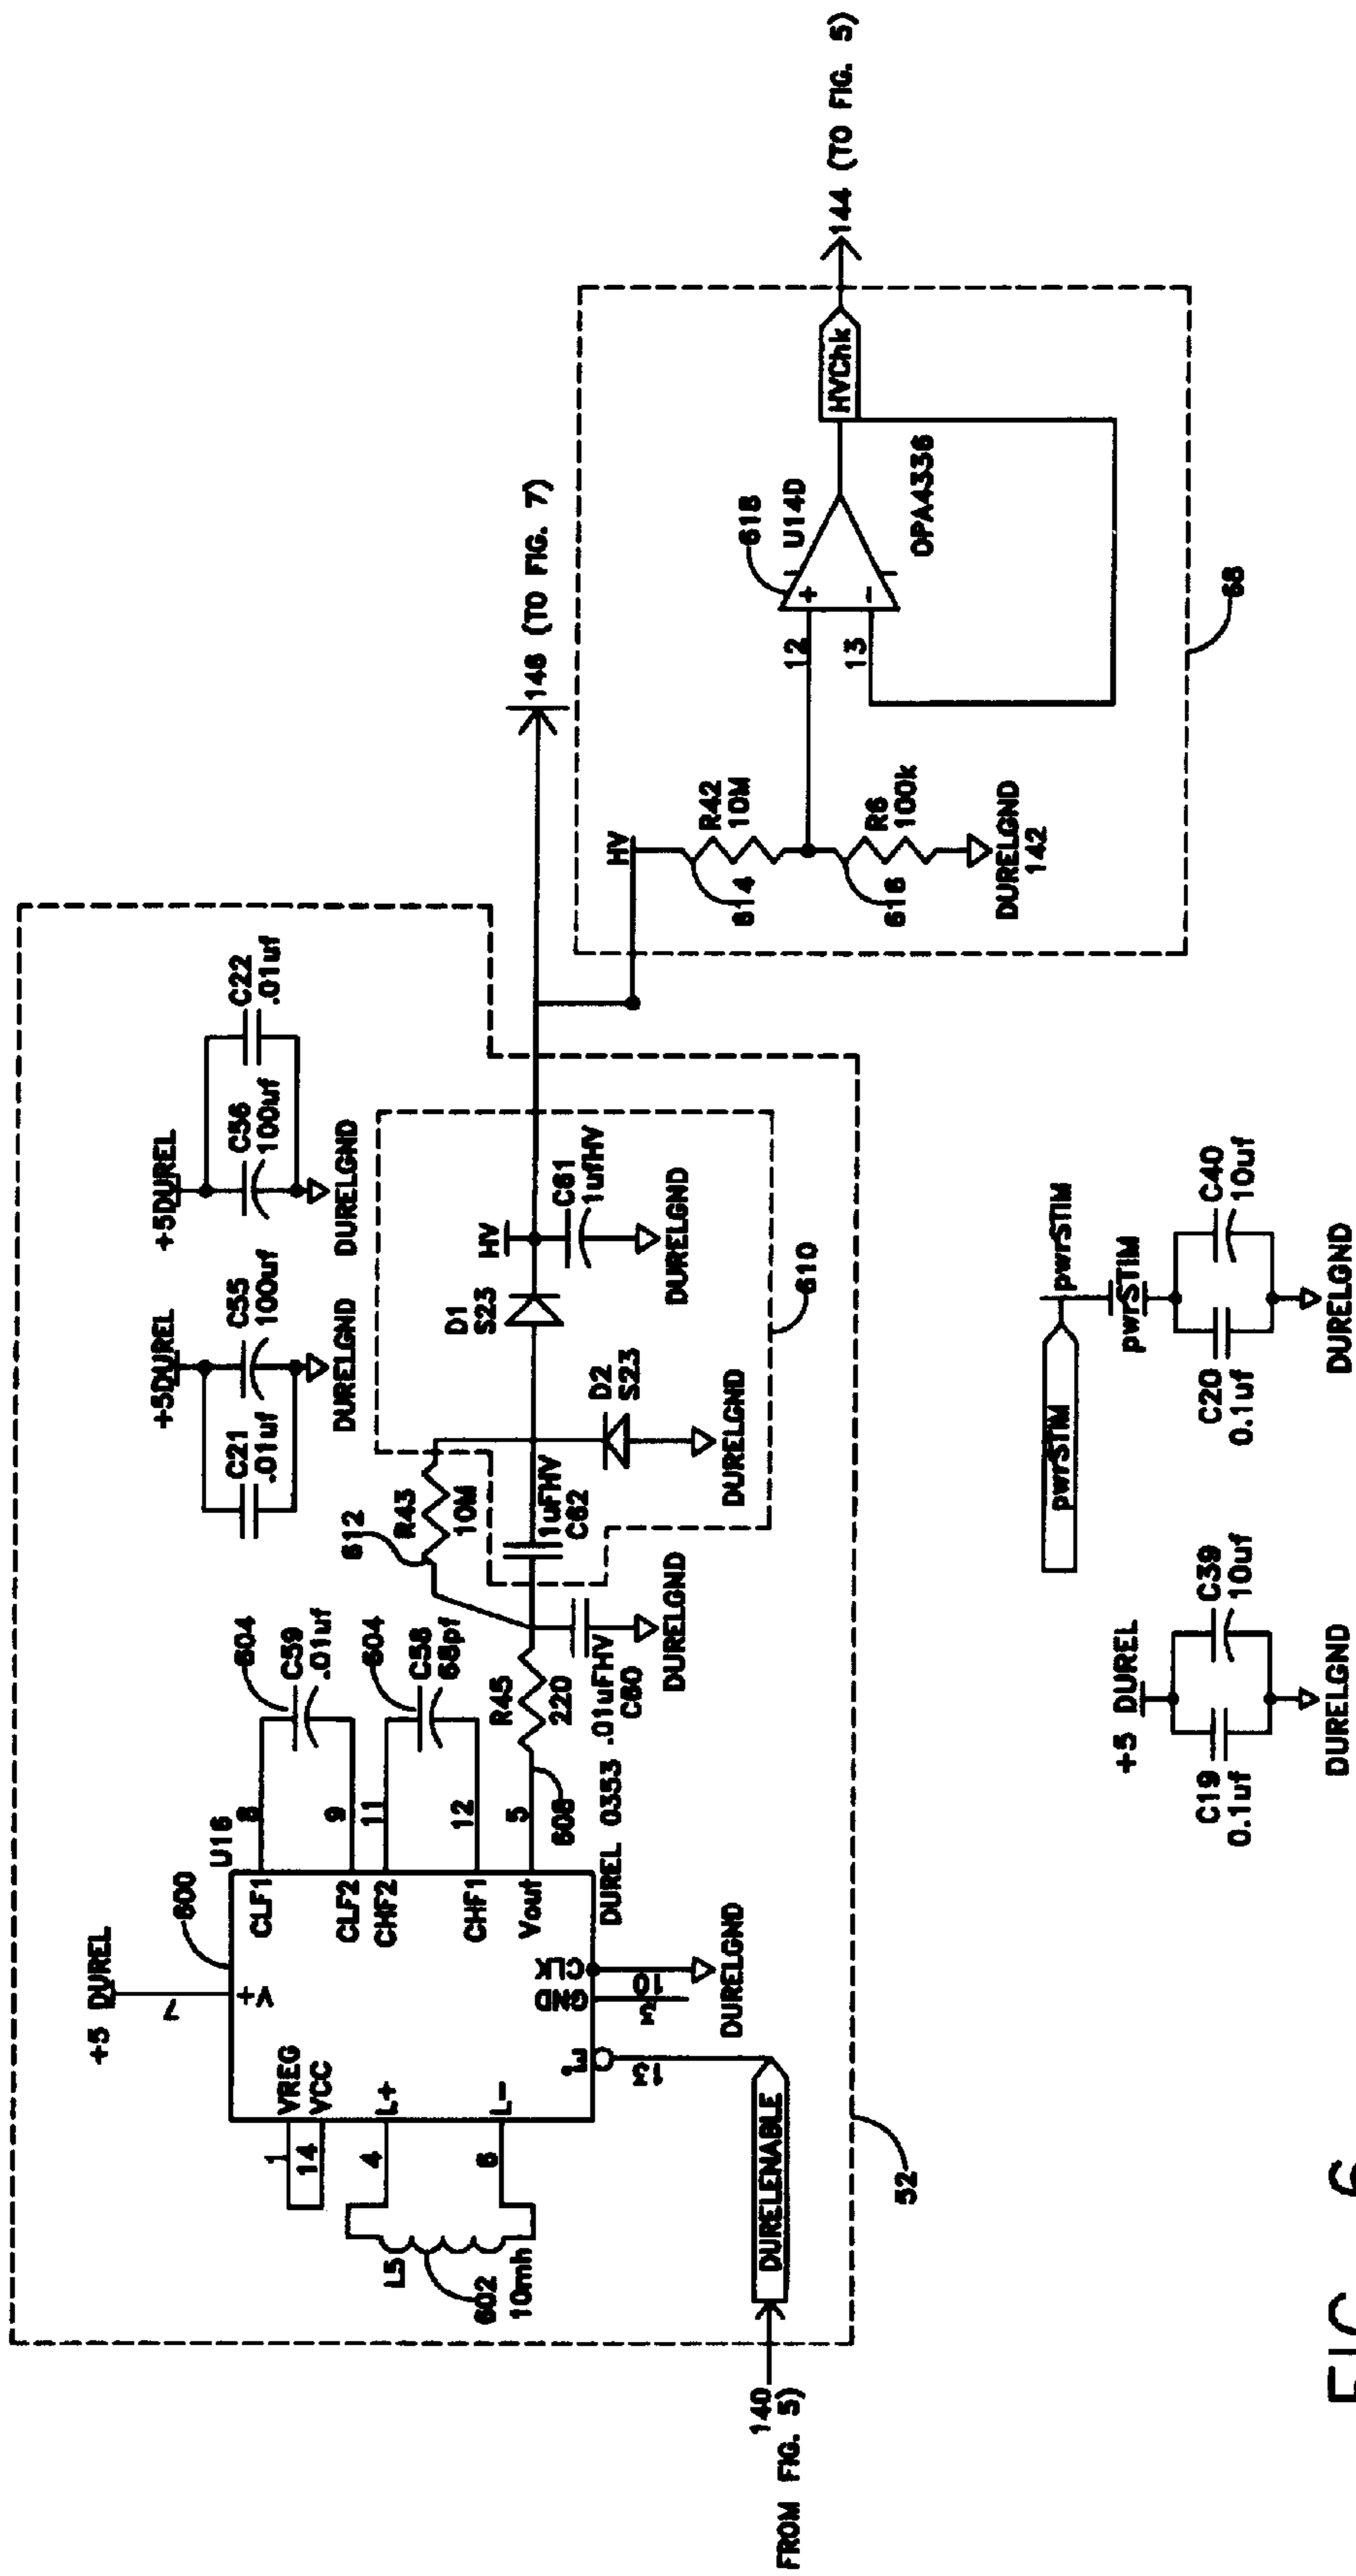 +5 DUREL
7
600
V+
1
14
VREG
VCC
U16
CLF1
8
604
C59
.01uf
CLF2
9
CHF2
11
604
C58
68pf
CHF1
12
L5
602
10mh
4
L+
6
L-
Vout
5
608
R45
220
612
R43
10M
E
13
GND
2
CLK
10
DURELGND
DUREL 0353
.01uFHV
C60
DURELGND
1uFHV
C62
D2
S23
DURELGND
D1
S23
HV
C61
1ufHV
DURELGND
610
C21
.01uf
+5DUREL
C55
100uf
DURELGND
+5DUREL
C56
100uf
C22
.01uf
DURELGND
140
FROM FIG. 5)
DURELENABLE
52
146 (TO FIG. 7)
HV
614
R42
10M
616
R6
100k
DURELGND
142
12
13
+
-
618
U14D
OPA4336
HVChk
144 (TO FIG. 5)
68
+5 DUREL
C19
0.1uf
C39
10uf
DURELGND
pwrSTIM
pwrSTIM
pwrSTIM
C20
0.1uf
C40
10uf
DURELGND